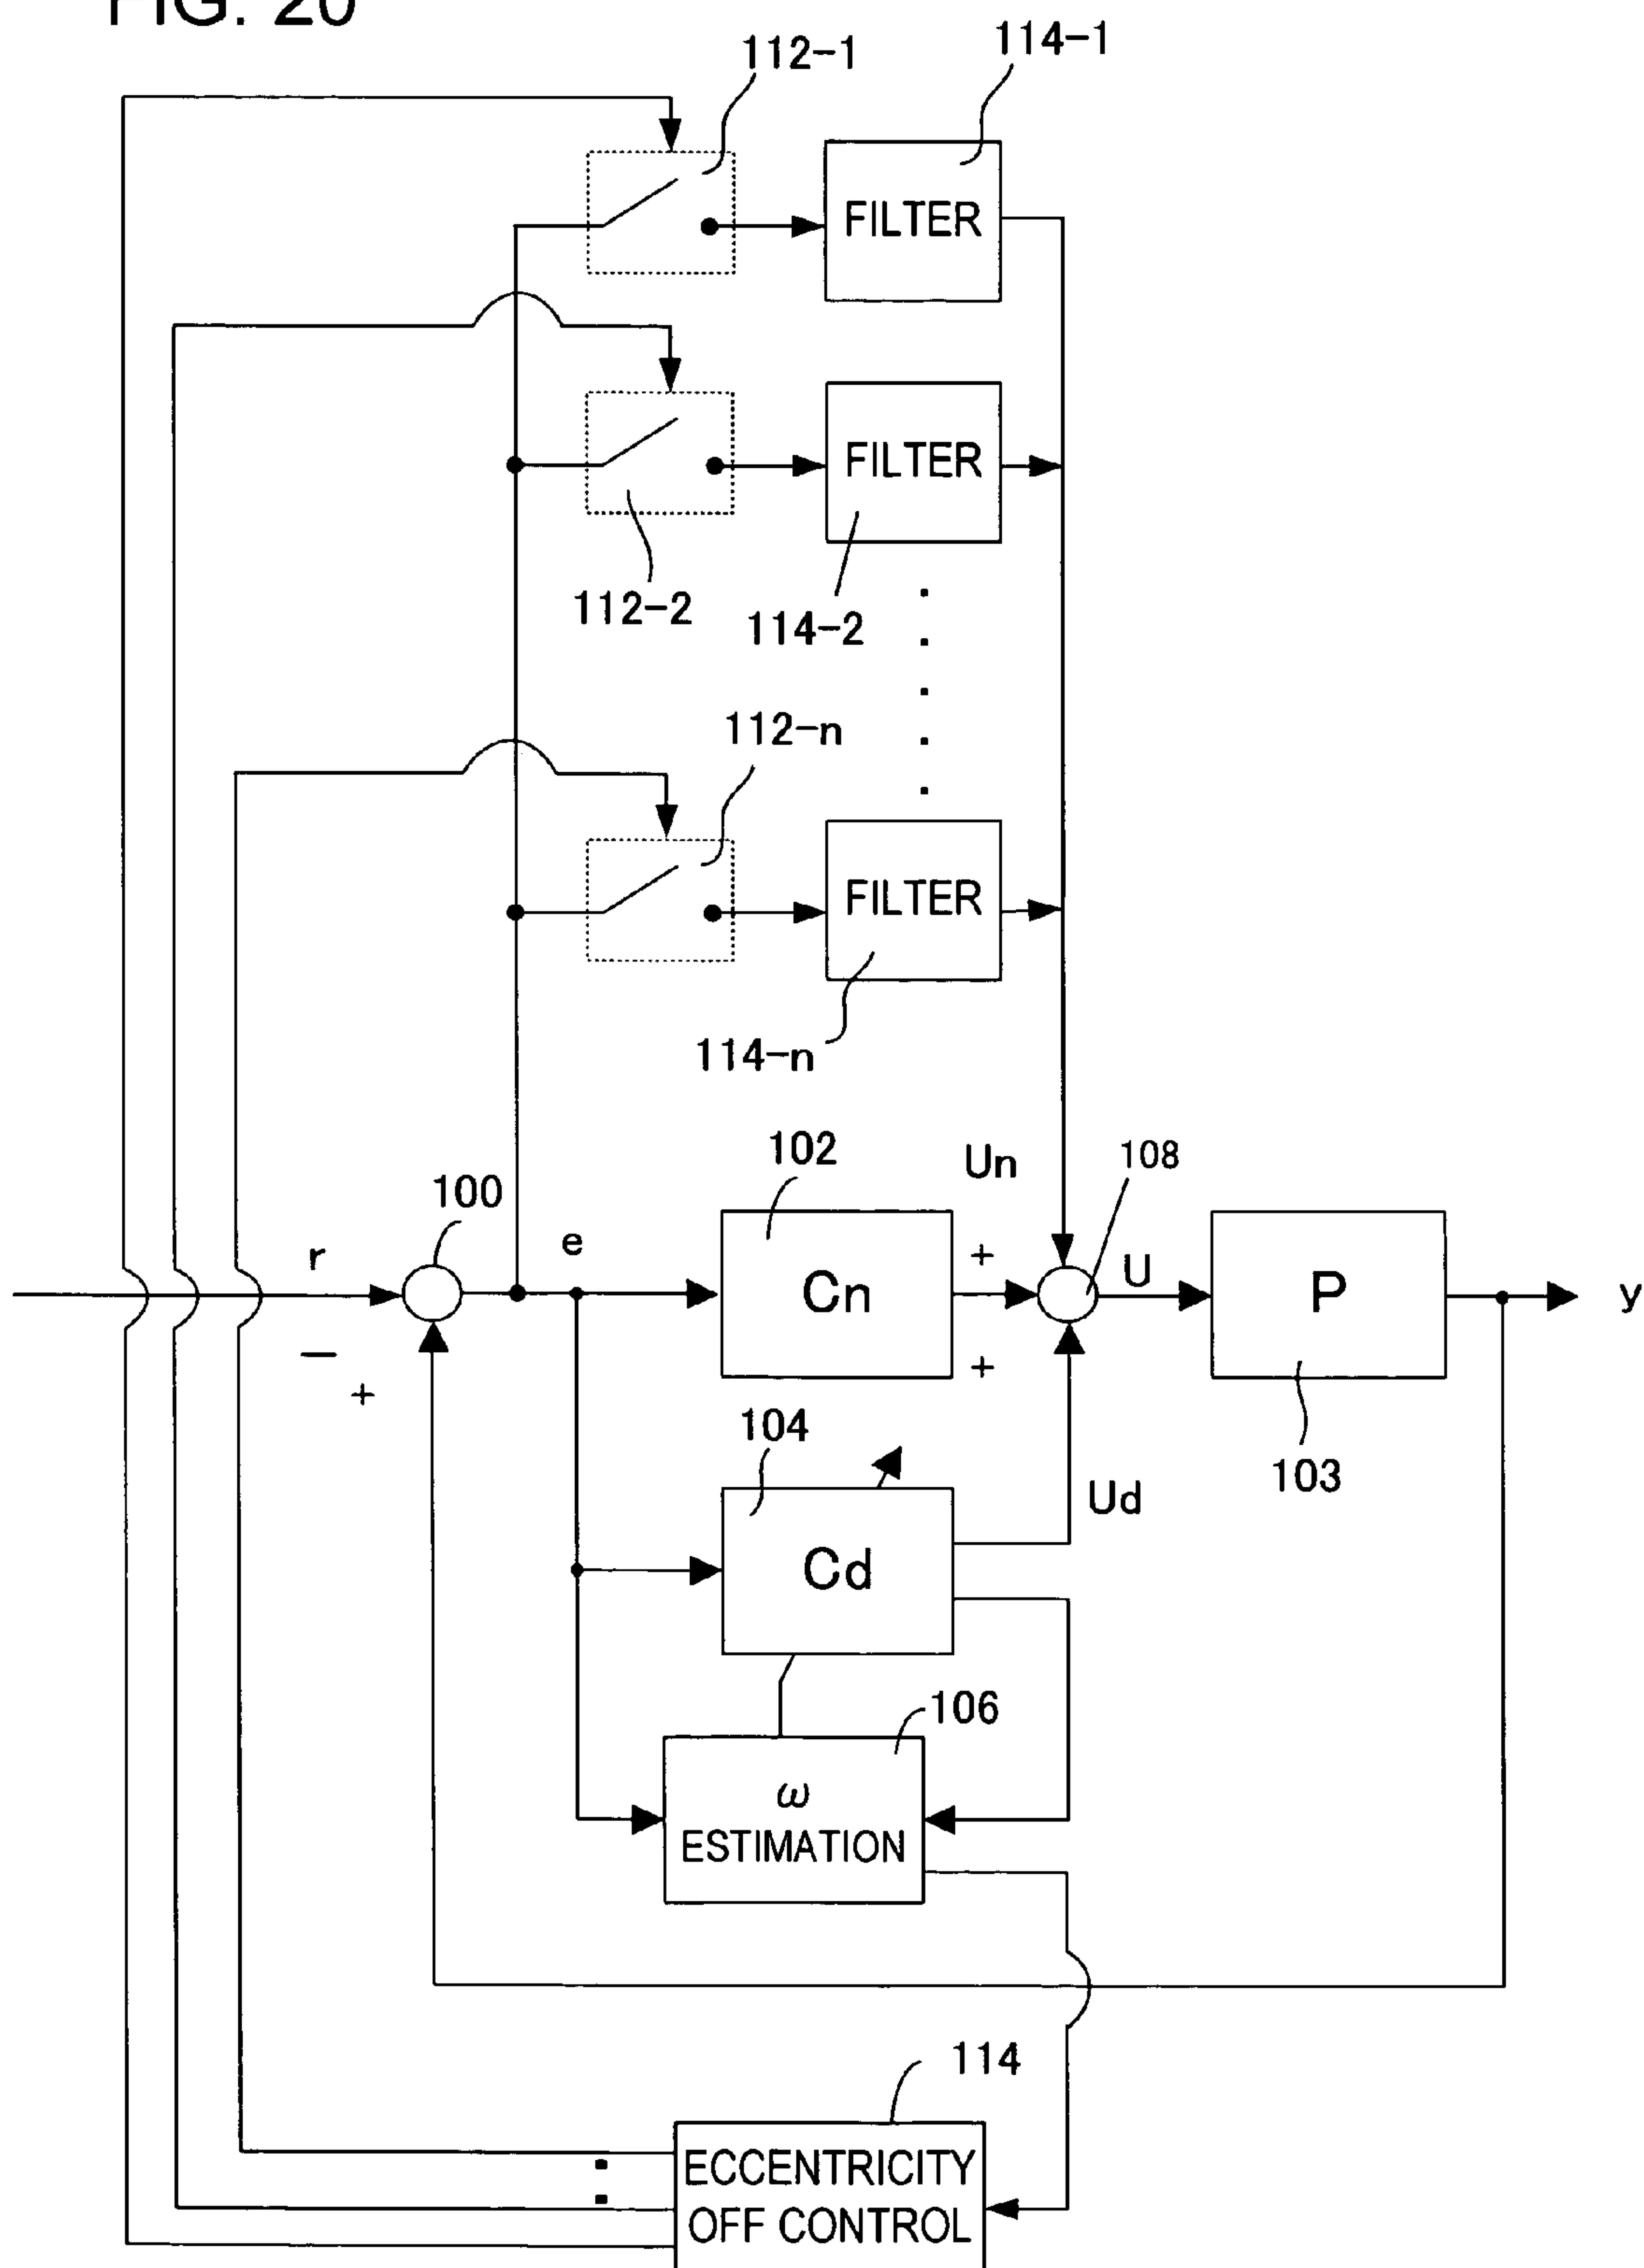 FIG. 20
112-1
114-1
FILTER
FILTER
112-2
114-2
112-n
FILTER
114-n
102
Un
108
100
r
e
+
Cn
U
P
y
−
+
+
103
104
Ud
Cd
106
ω
ESTIMATION
114
ECCENTRICITY
OFF CONTROL